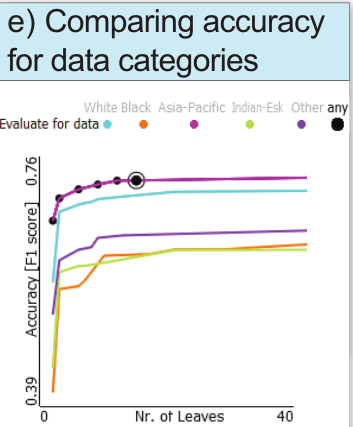 e) Comparing accuracy
for data categories
White Black Asia-Pacific Indian-Esk Other any
Evaluate for data
0.76
Accuracy [F1 score]
0.39
0 Nr. of Leaves 40